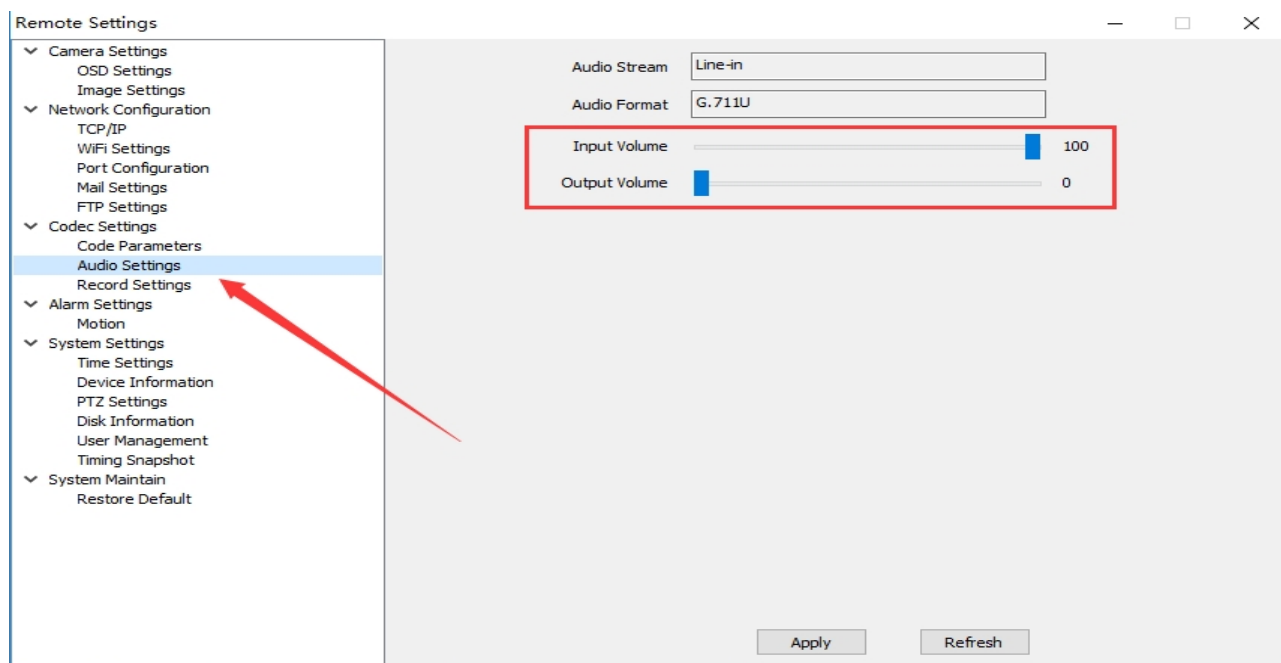 Remote Settings
Camera Settings
OSD Settings
Image Settings
Network Configuration
TCP/IP
WiFi Settings
Port Configuration
Mail Settings
FTP Settings
Codec Settings
Code Parameters
Audio Settings
Record Settings
Alarm Settings
Motion
System Settings
Time Settings
Device Information
PTZ Settings
Disk Information
User Management
Timing Snapshot
System Maintain
Restore Default
Audio Stream Line-in
Audio Format G.711U
Input Volume 100
Output Volume 0
Apply Refresh